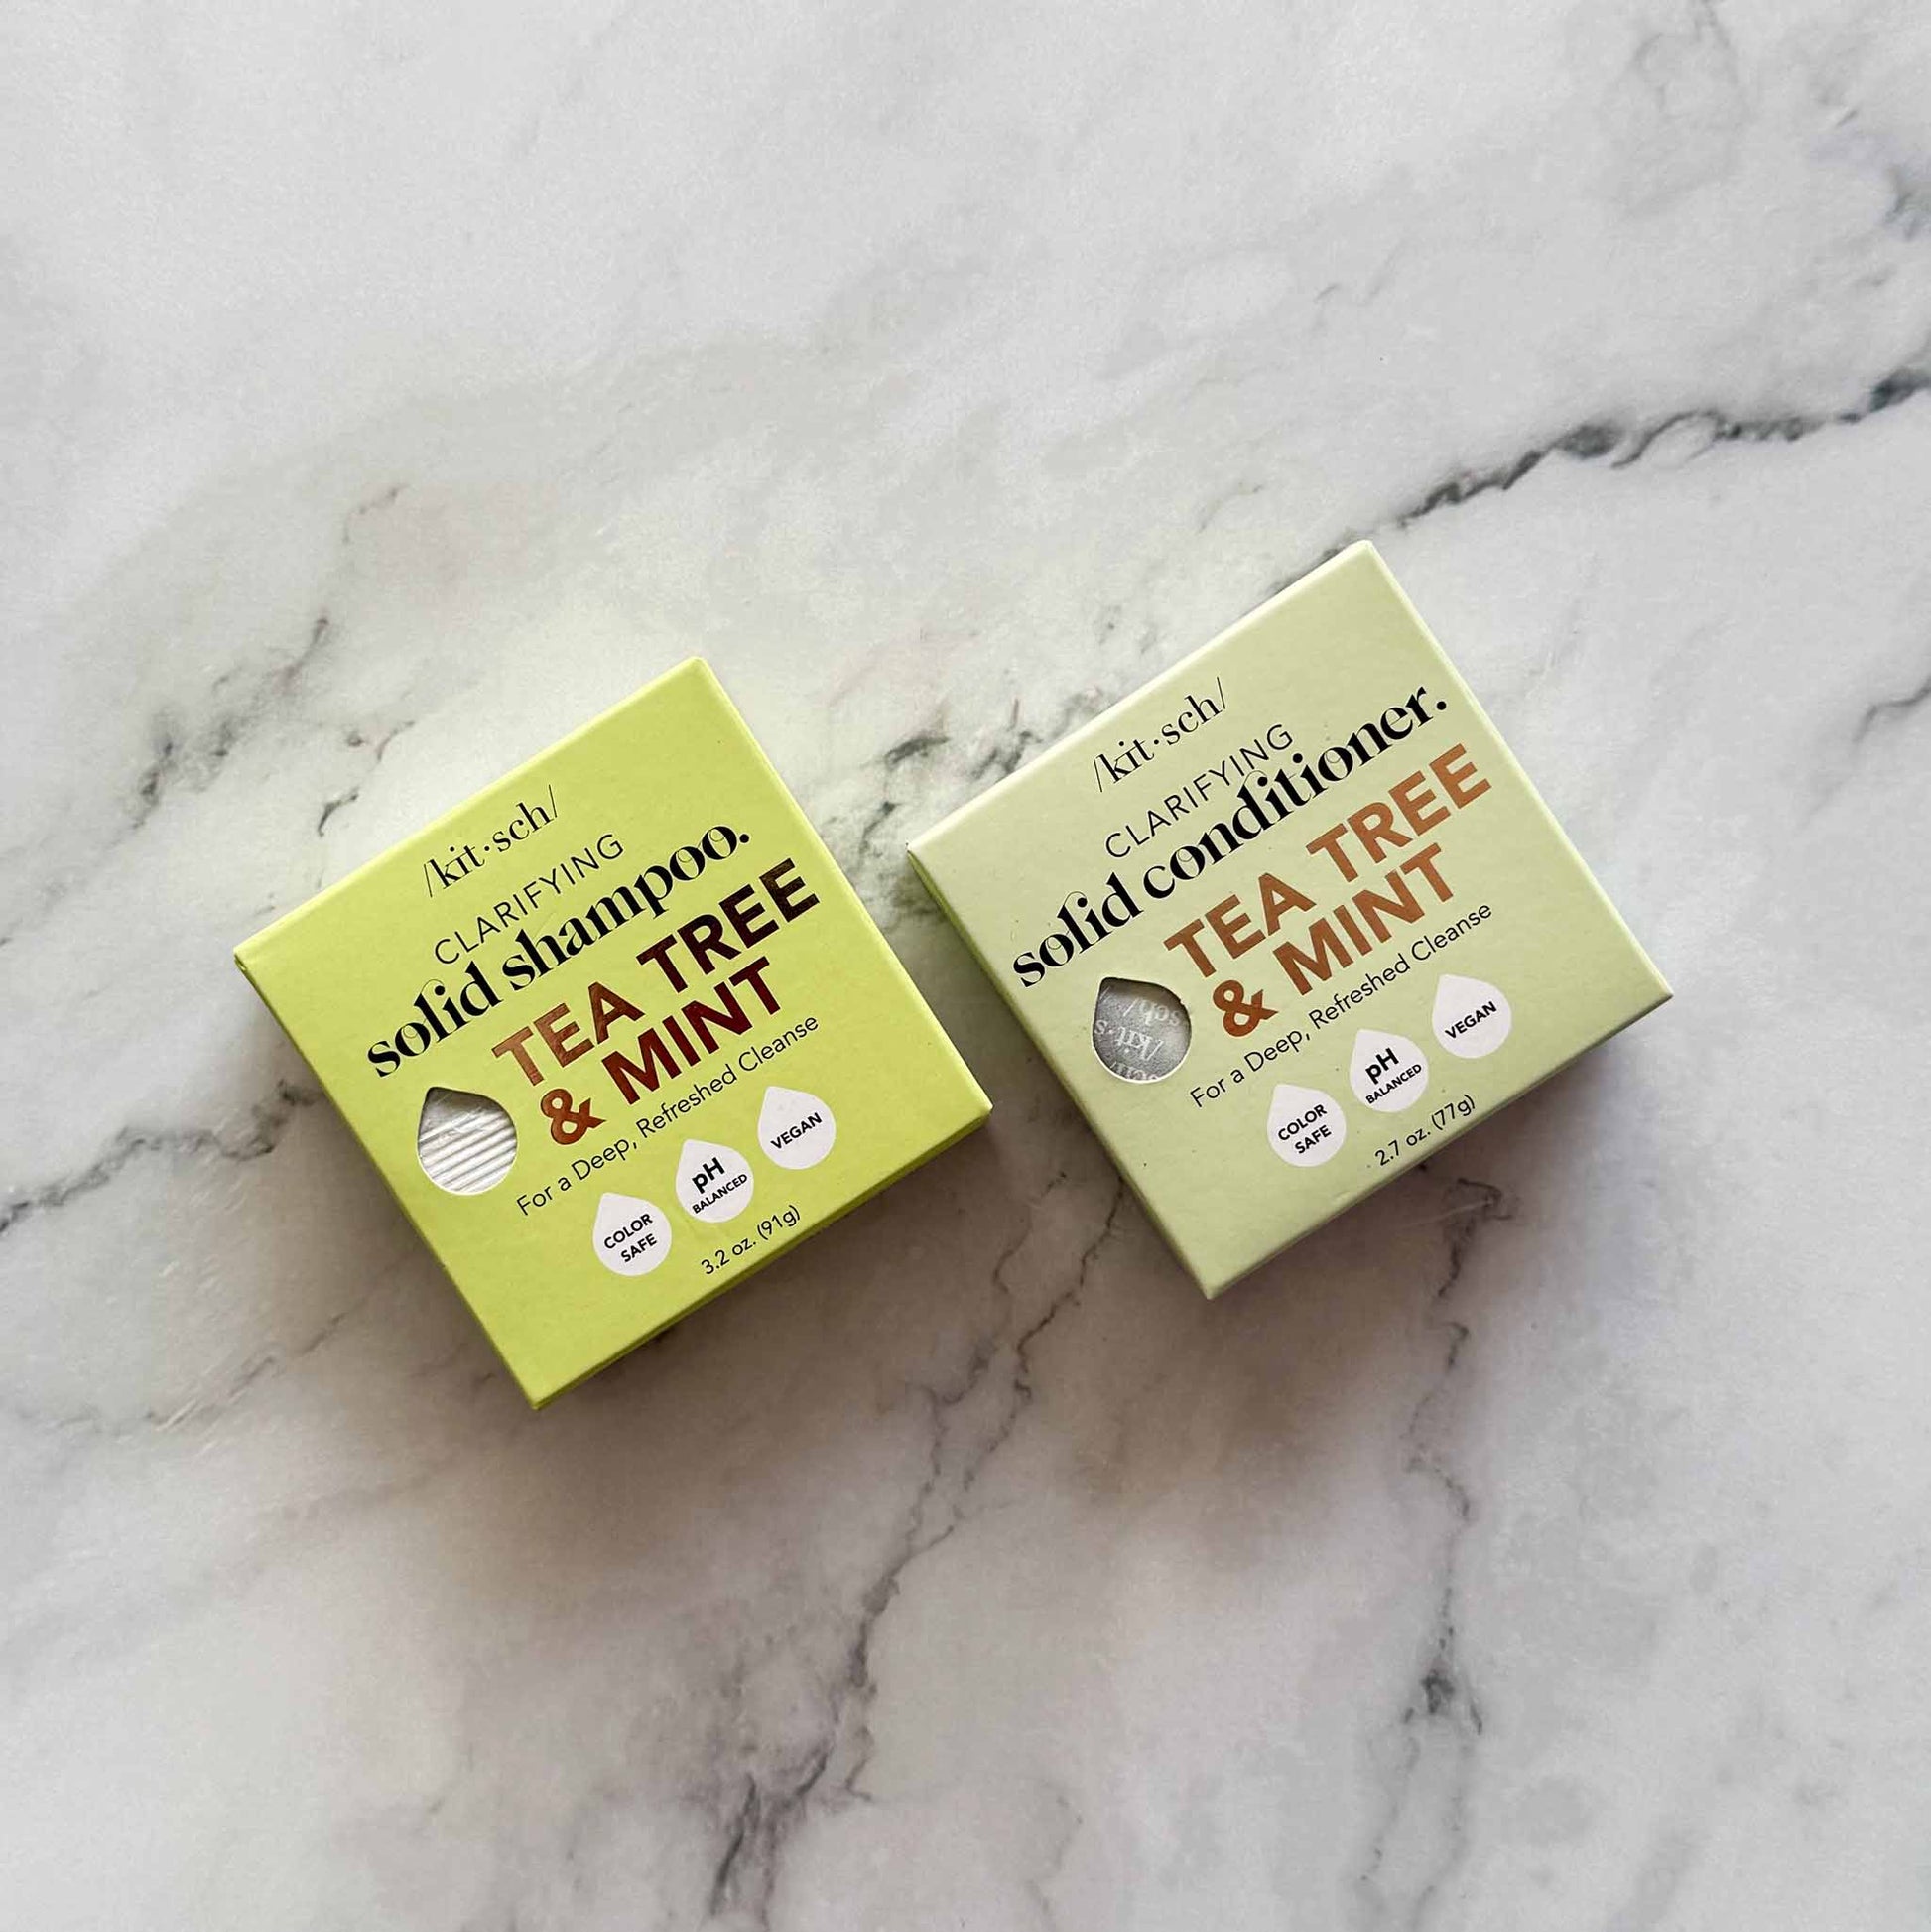 /kit·sch/
CLARIFYING
solid shampoo.
TEA TREE
& MINT
For a Deep, Refreshed Cleanse
COLOR
SAFE
pH
BALANCED
VEGAN
3.2 oz. (91g)
/kit·sch/
CLARIFYING
solid conditioner.
TEA TREE
& MINT
For a Deep, Refreshed Cleanse
/kit·s
sch/
COLOR
SAFE
pH
BALANCED
VEGAN
2.7 oz. (77g)